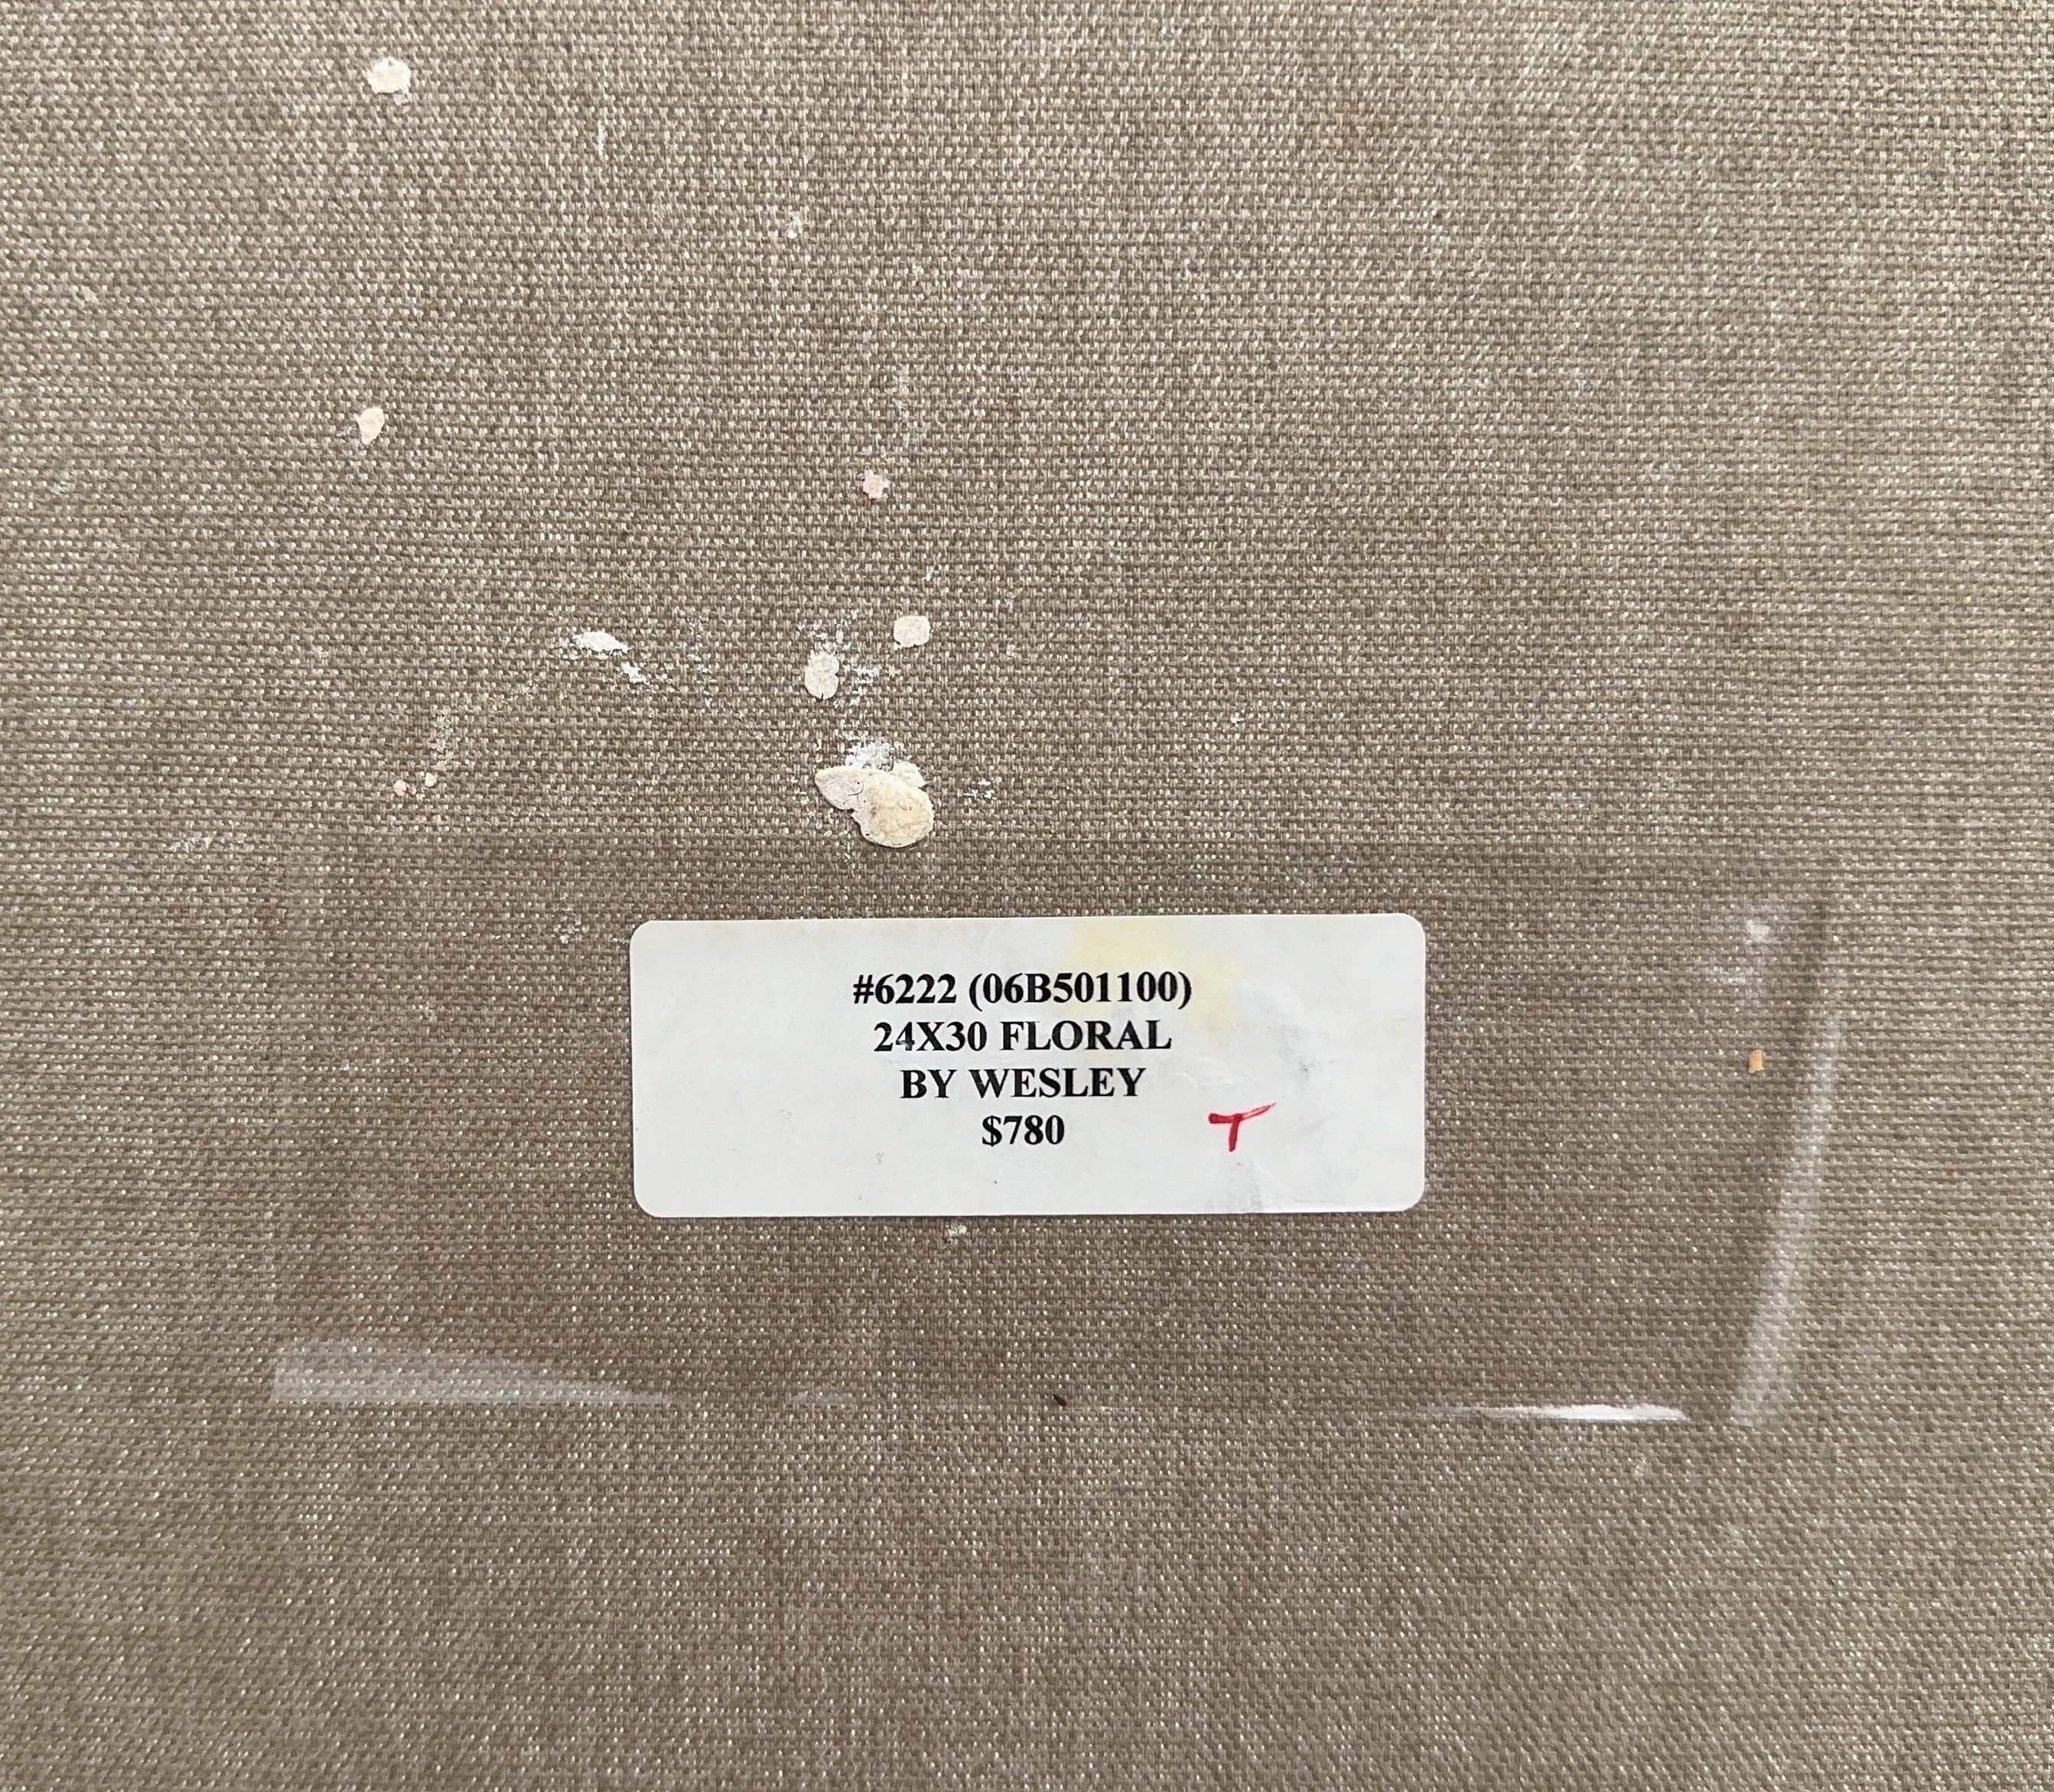 #6222 (06B501100)
24X30 FLORAL
BY WESLEY
$780
T